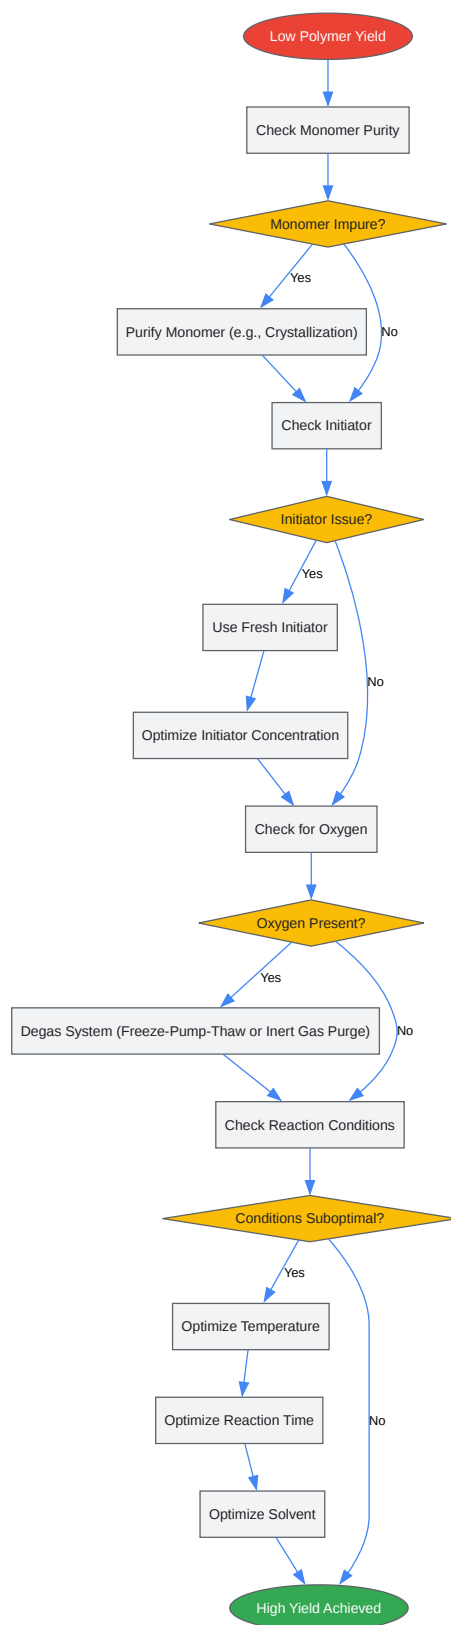 Low Polymer Yield
Check Monomer Purity
Monomer Impure?
Yes
Purify Monomer (e.g., Crystallization)
No
Check Initiator
Initiator Issue?
Yes
Use Fresh Initiator
No
Optimize Initiator Concentration
Check for Oxygen
Oxygen Present?
Yes
Degas System (Freeze-Pump-Thaw or Inert Gas Purge)
No
Check Reaction Conditions
Conditions Suboptimal?
Yes
Optimize Temperature
Optimize Reaction Time
No
Optimize Solvent
High Yield Achieved